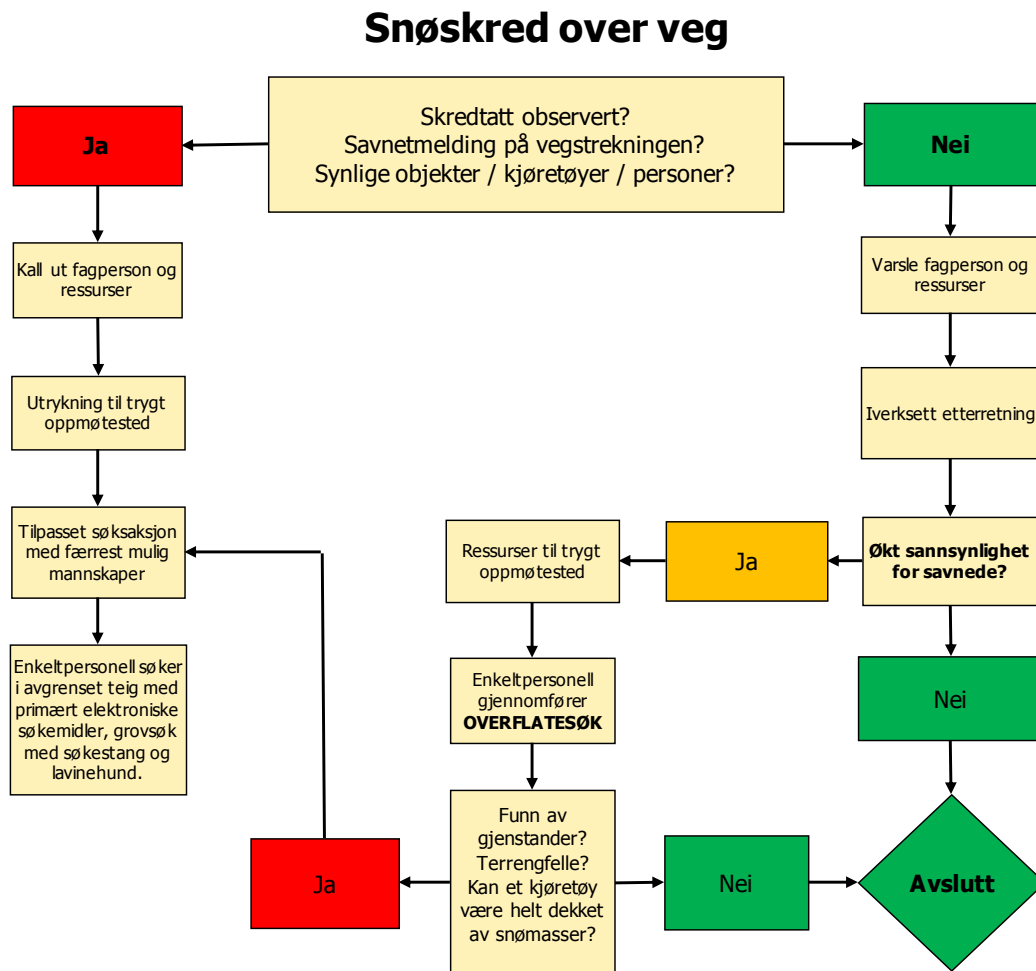 Snøskred over veg
Skredtatt observert?
Savnetmelding på vegstrekningen?
Synlige objekter / kjøretøyer / personer?
Ja
Nei
Kall ut fagperson og
ressurser
Varsle fagperson og
ressurser
Utrykning til trygt
oppmøtested
Iverksett etterretning
Tilpasset søksaksjon
med færrest mulig
mannskaper
Ressurser til trygt
oppmøtested
Ja
Økt sannsynlighet
for savnede?
Enkeltpersonell søker
i avgrenset teig med
primært elektroniske
søkemidler, grovsøk
med søkestang og
lavinehund.
Enkeltpersonell
gjennomfører
OVERFLATESØK
Nei
Funn av
gjenstander?
Terrengfelle?
Kan et kjøretøy
være helt dekket
av snømasser?
Ja
Nei
Avslutt